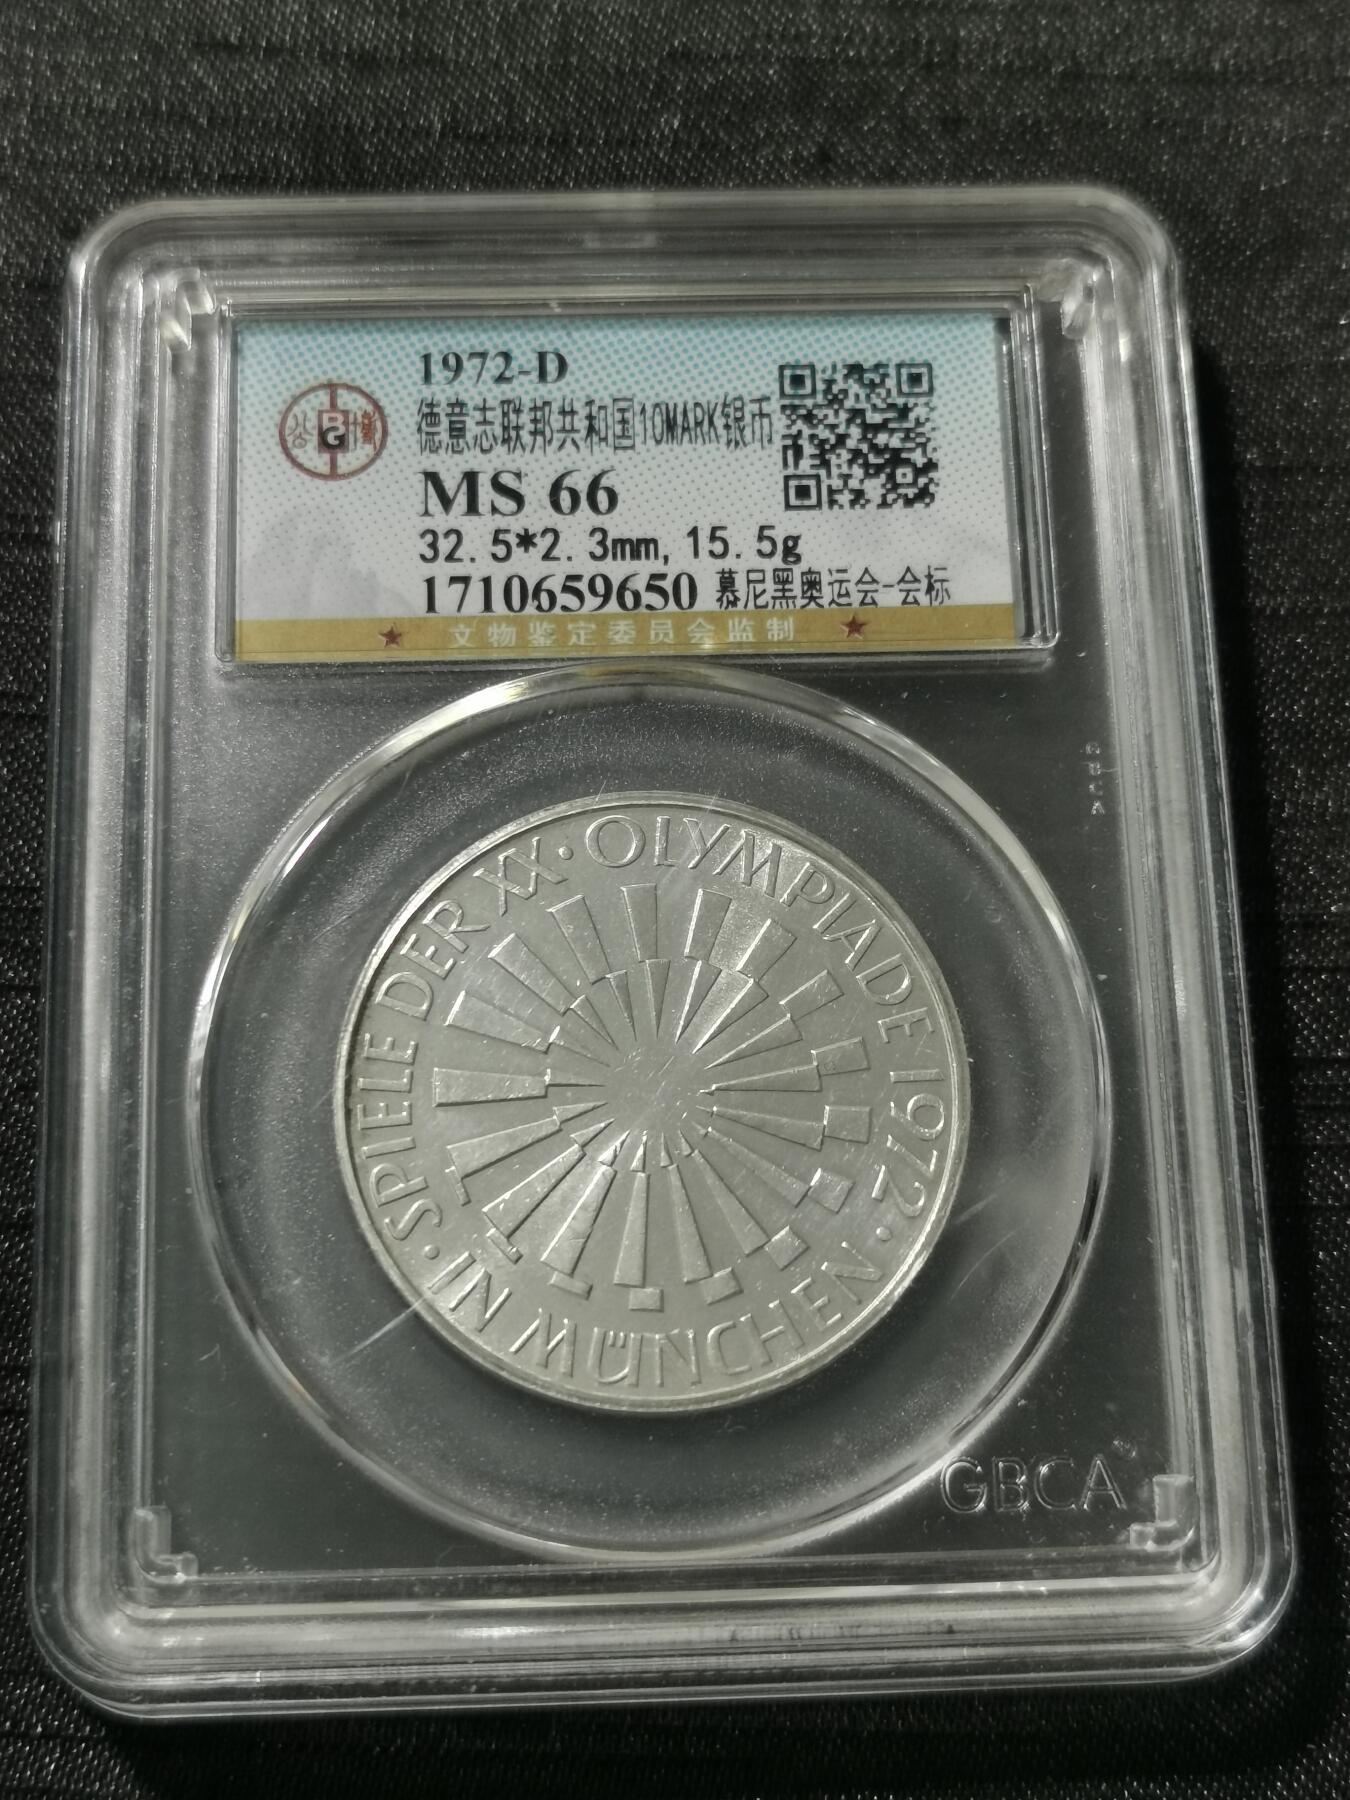 1972-D
德意志联邦共和国10MARK银币
MS 66
32.5*2.3mm,15.5g
1710659650 慕尼黑奥运会-会标
文物鉴定委员会监制
GBCA
SPIELE DER XX · OLYMPIADE 1972 ·
IN MÜNCHEN ·
GBCA